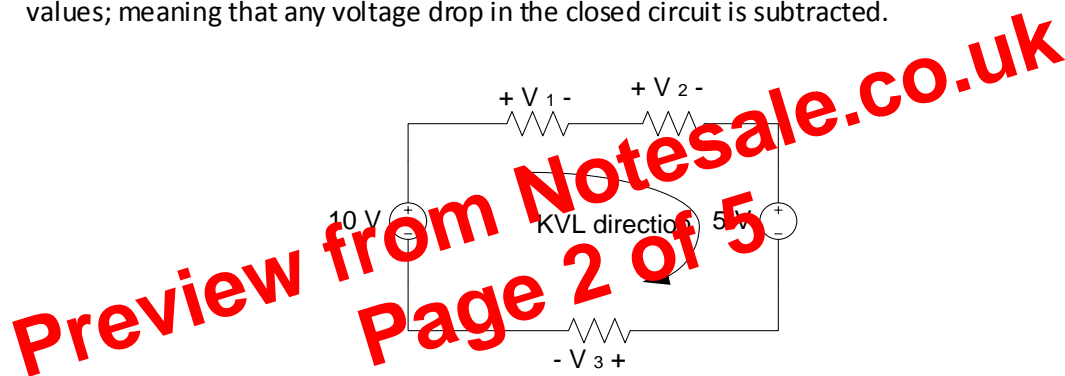 values; meaning that any voltage drop in the closed circuit is subtracted.
+ V 1 -
+ V 2 -
10 V
+
–
KVL direction
5 V
+
–
- V 3 +
Preview from Notesale.co.uk
Page 2 of 5